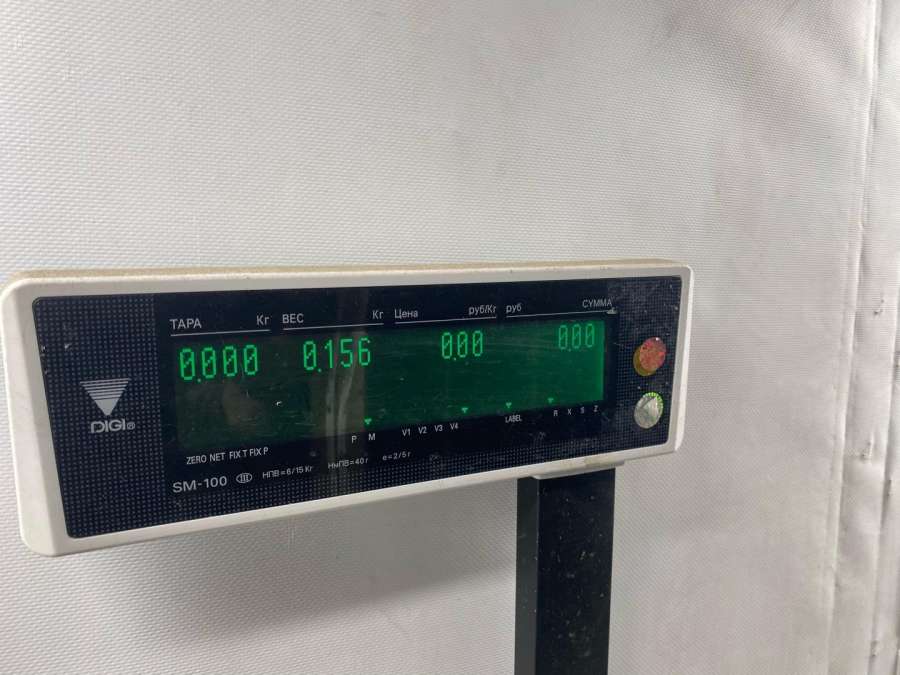 ТАРА Кг ВЕС Кг Цена руб/Кг руб СУММА
0.000 0.156 0.00 0.00
DIGI®
P M V1 V2 V3 V4 LABEL R X S Z
ZERO NET FIX T FIX P
SM-100 III НПВ=6/15 Кг НмПВ=40 г e=2/5 г